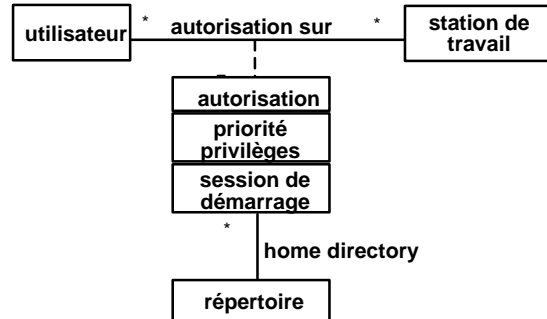 utilisateur
* autorisation sur *
station de
travail
autorisation
priorité
privilèges
session de
démarrage
*
home directory
répertoire